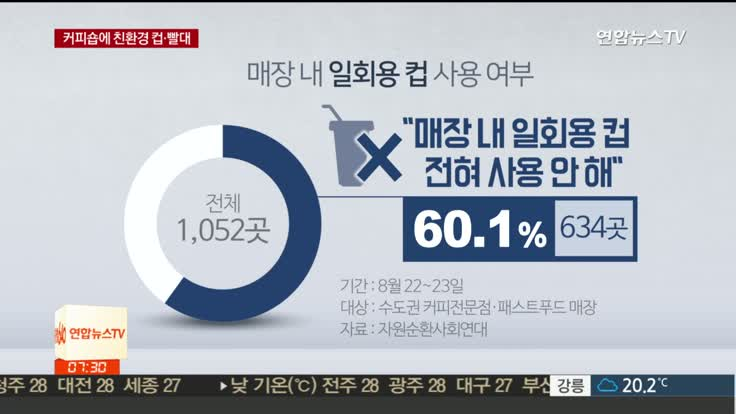 커피숍에 친환경 컵·빨대
연합뉴스TV
매장 내 일회용 컵 사용 여부
"매장 내 일회용 컵
전혀 사용 안 해"
전체
1,052곳
60.1% 634곳
기간 : 8월 22~23일
대상 : 수도권 커피전문점·패스트푸드 매장
자료 : 자원순환사회연대
연합뉴스TV
07:30
청주 28 대전 28 세종 27 ▶낮 기온(℃) 전주 28 광주 28 대구 27 부산
강릉 20.2℃